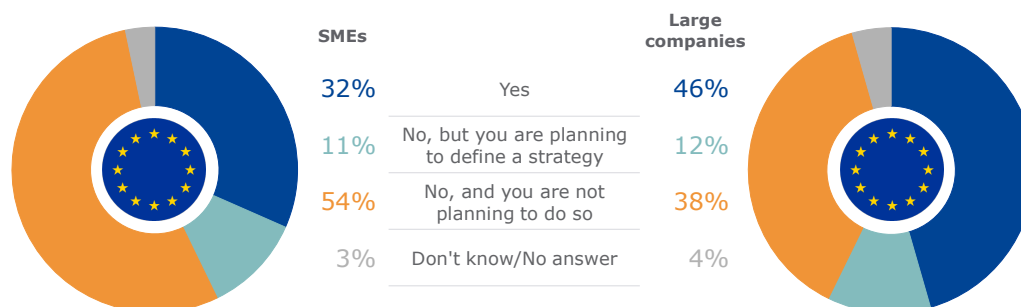 SMEs
Large
companies
32% Yes 46%
11% No, but you are planning 12%
to define a strategy
54% No, and you are not 38%
planning to do so
3% Don't know/No answer 4%